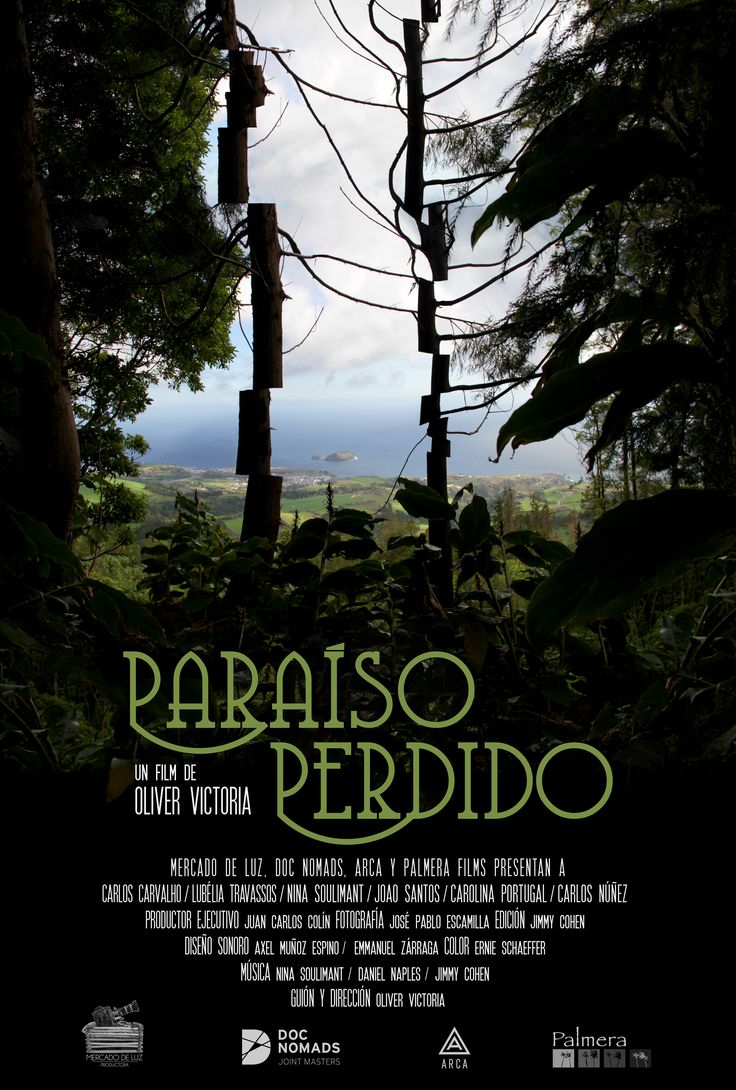 PARAÍSO
PERDIDO
UN FILM DE
OLIVER VICTORIA
MERCADO DE LUZ, DOC NOMADS, ARCA Y PALMERA FILMS PRESENTAN A
CARLOS CARVALHO / LUBÉLIA TRAVASSOS / NINA SOULIMANT / JOAO SANTOS / CAROLINA PORTUGAL / CARLOS NÚÑEZ
PRODUCTOR EJECUTIVO JUAN CARLOS COLÍN FOTOGRAFÍA JOSÉ PABLO ESCAMILLA EDICIÓN JIMMY COHEN
DISEÑO SONORO AXEL MUÑOZ ESPINO / EMMANUEL ZÁRRAGA COLOR ERNIE SCHAEFFER
MÚSICA NINA SOULIMANT / DANIEL NAPLES / JIMMY COHEN
GUIÓN Y DIRECCIÓN OLIVER VICTORIA
MERCADO DE LUZ
PRODUCTORA
DOC
NOMADS
JOINT MASTERS
ARCA
Palmera